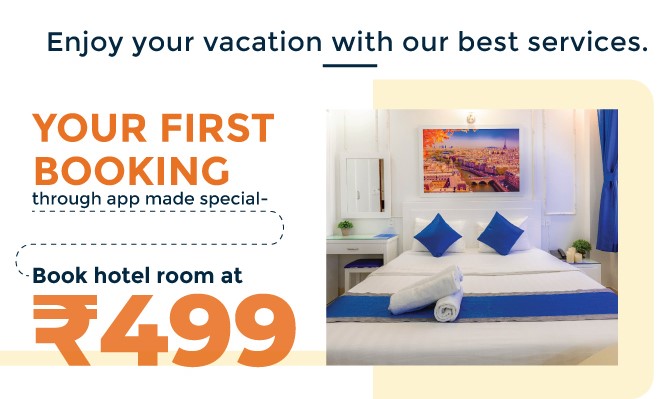 Enjoy your vacation with our best services.
YOUR FIRST
BOOKING
through app made special-
Book hotel room at
₹499